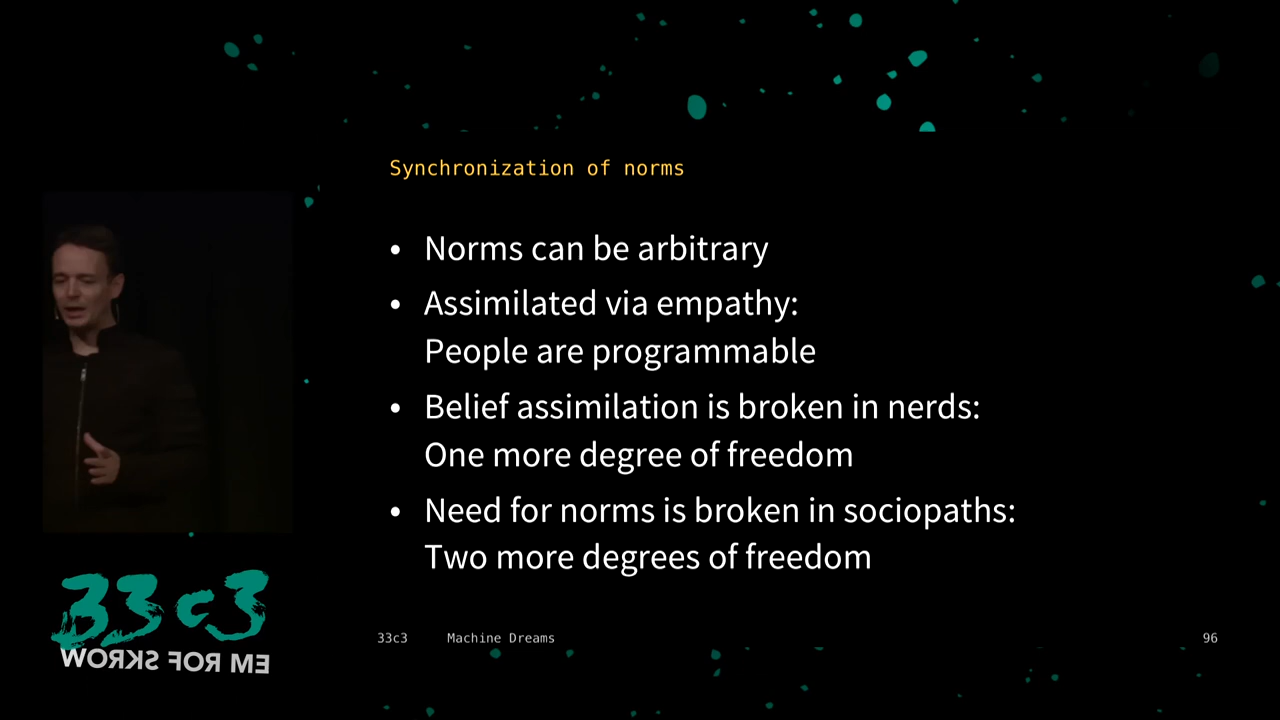 Synchronization of norms
• Norms can be arbitrary
• Assimilated via empathy:
People are programmable
• Belief assimilation is broken in nerds:
One more degree of freedom
• Need for norms is broken in sociopaths:
Two more degrees of freedom
33c3
WORKS FOR ME
33c3 Machine Dreams 96